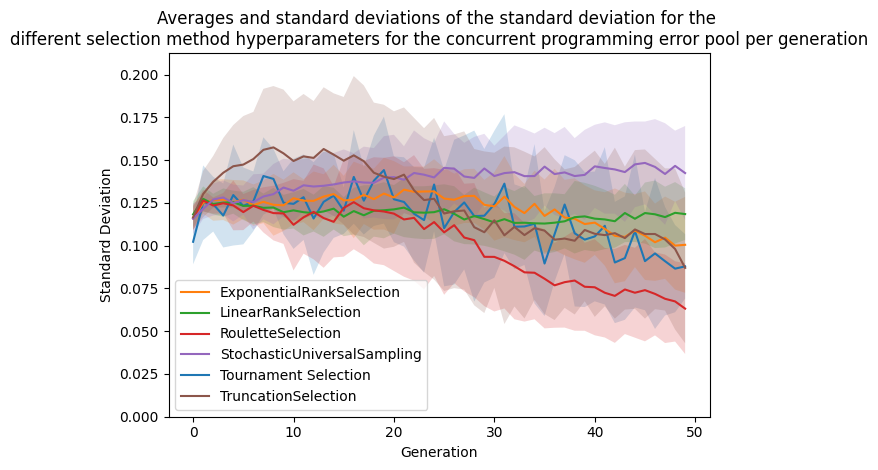 Averages and standard deviations of the standard deviation for the
different selection method hyperparameters for the concurrent programming error pool per generation
0.200
0.175
0.150
0.125
0.100
0.075
0.050
0.025
0.000
Standard Deviation
ExponentialRankSelection
LinearRankSelection
RouletteSelection
StochasticUniversalSampling
Tournament Selection
TruncationSelection
0 10 20 30 40 50
Generation